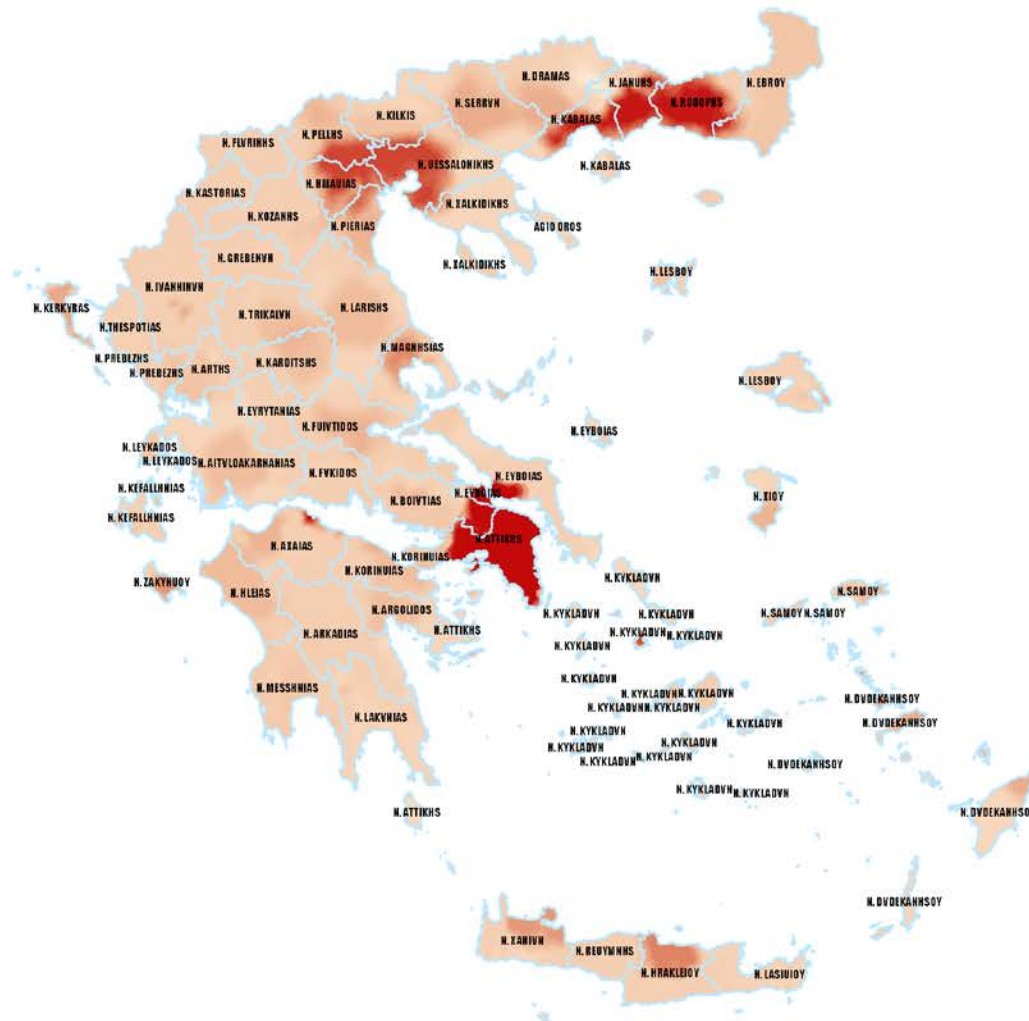 N. DRAMAS
N. JANUHS
N. EBROY
N. SERRVN
N. RODOPHS
N. KILKIS
N. KABALAS
N. PELLHS
N. FLVRINHS
N. UESSALONIKHS
N. KABALAS
N. HMAUIAS
N. KASTORIAS
N. XALKIDIKHS
N. KOZANHS
N. PIERIAS
AGIO OROS
N. GREBENVN
N. XALKIDIKHS
N. LESBOY
N. IVANNINVN
N. KERKYRAS
N. LARISHS
N. TRIKALVN
N. THESPOTIAS
N. MAGNHSIAS
N. PREBEZHS
N. KARDITSHS
N. ARTHS
N. PREBEZHS
N. LESBOY
N. EYRYTANIAS
N. FUIVTIDOS
N. EYBOIAS
N. LEYKADOS
N. LEYKADOS
N. AITVLOAKARNANIAS
N. FVKIDOS
N. EYBOIAS
N. KEFALLHNIAS
N. EYBOIAS
N. BOIVTIAS
N. XIOY
N. KEFALLHNIAS
N. ATTIKHS
N. AXAIAS
N. KORINUIAS
N. KORINUIAS
N. KYKLADVN
N. ZAKYNUOY
N. HLEIAS
N. SAMOY
N. ARGOLIDOS
N. KYKLADVN
N. KYKLADVN
N. SAMOY
N. SAMOY
N. ATTIKHS
N. ARKADIAS
N. KYKLADVN
N. KYKLADVN
N. KYKLADVN
N. KYKLADVN
N. MESSHNIAS
N. KYKLADVN
N. KYKLADVN
N. DVDEKANHSOY
N. KYKLADVN
N. KYKLADVN
N. LAKVNIAS
N. KYKLADVN
N. DVDEKANHSOY
N. KYKLADVN
N. KYKLADVN
N. KYKLADVN
N. KYKLADVN
N. KYKLADVN
N. DVDEKANHSOY
N. KYKLADVN
N. KYKLADVN
N. ATTIKHS
N. DVDEKANHSOY
N. DVDEKANHSOY
N. XANIVN
N. REUYMNHS
N. HRAKLEIOY
N. LASIUIOY